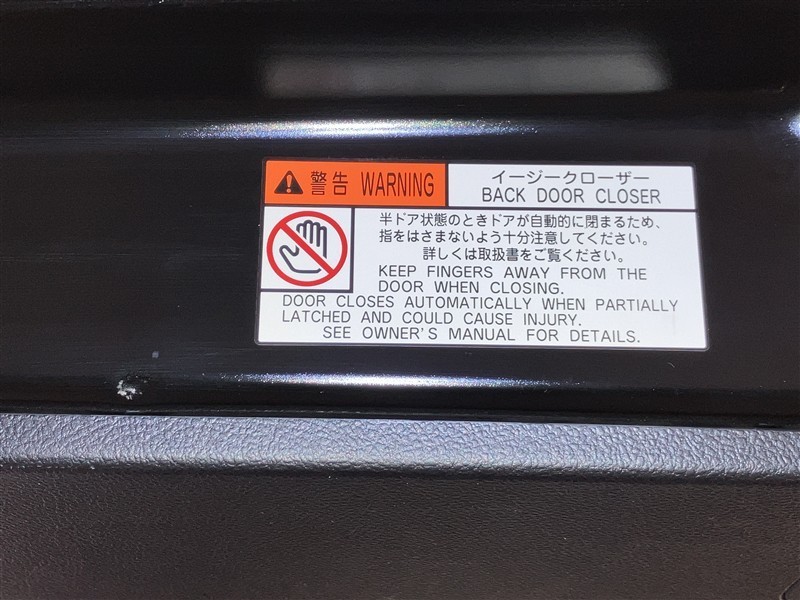 警告 WARNING
イージークローザー
BACK DOOR CLOSER
半ドア状態のときドアが自動的に閉まるため、
指をはさまないよう十分注意してください。
詳しくは取扱書をご覧ください。
KEEP FINGERS AWAY FROM THE
DOOR WHEN CLOSING.
DOOR CLOSES AUTOMATICALLY WHEN PARTIALLY
LATCHED AND COULD CAUSE INJURY.
SEE OWNER'S MANUAL FOR DETAILS.